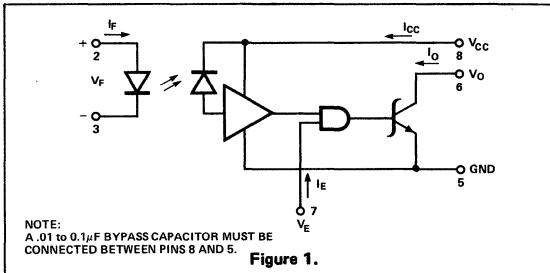 IF
+
2
VF
−
3
ICC
VCC
8
IO
VO
6
GND
5
IE
7
VE
NOTE:
A .01 to 0.1µF BYPASS CAPACITOR MUST BE
CONNECTED BETWEEN PINS 8 AND 5.
Figure 1.